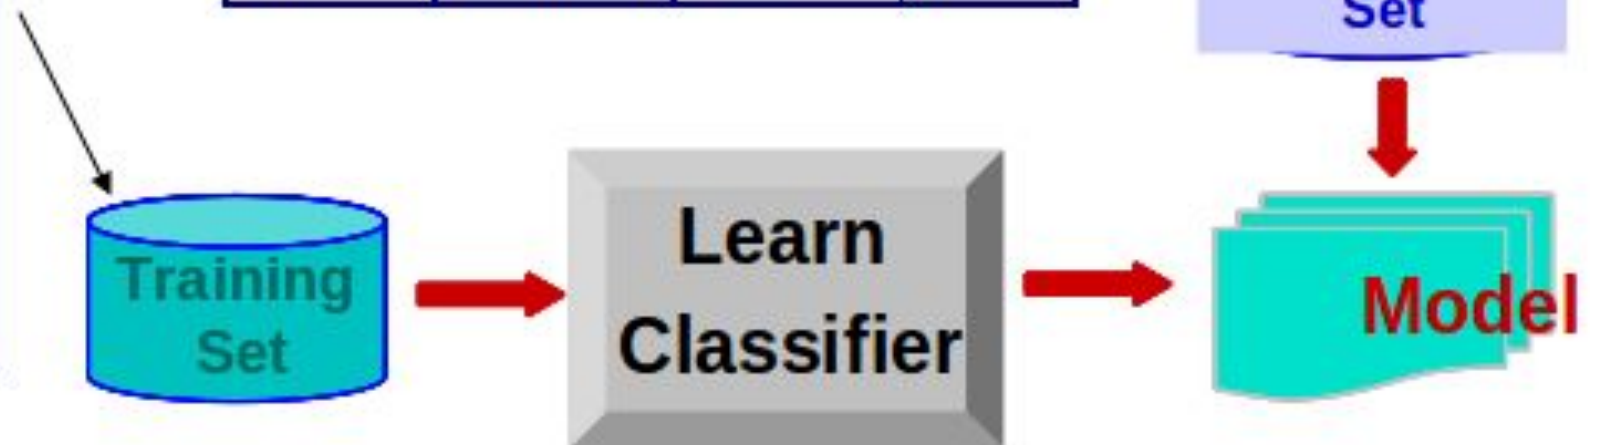 Set
Training
Set
Learn
Classifier
Model